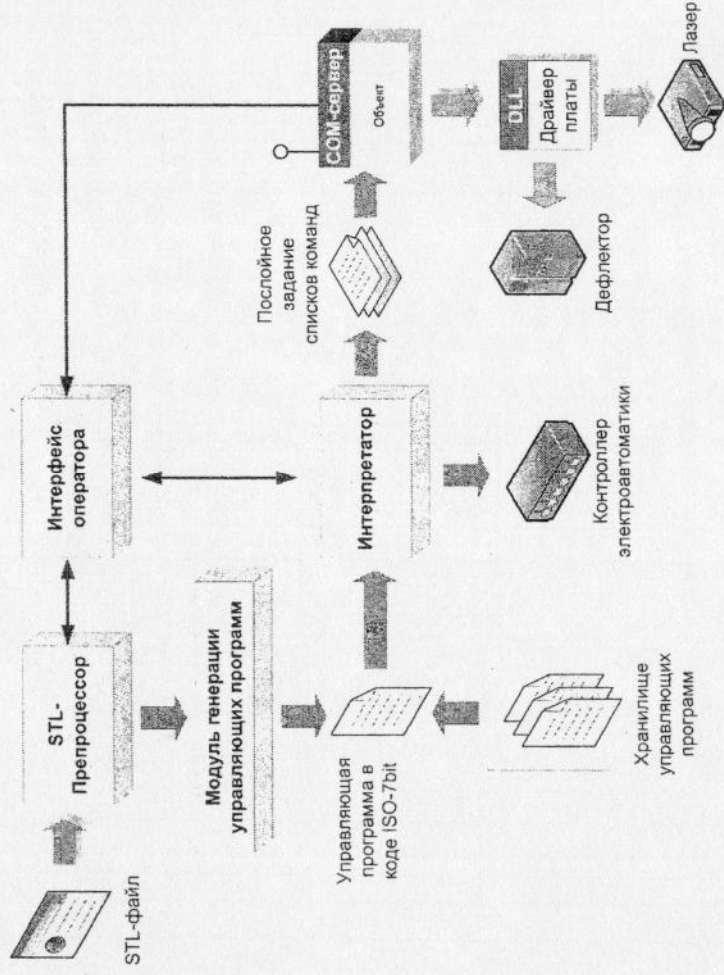 STL-файл
STL-
Препроцессор
Интерфейс
оператора
Модуль генерации
управляющих программ
Управляющая
программа в
коде ISO-7bit
Хранилище
управляющих
программ
Интерпретатор
Контроллер
электроавтоматики
Послойное
задание
списков команд
COM-сервер
Объект
DLL
Драйвер
платы
Дефлектор
Лазер